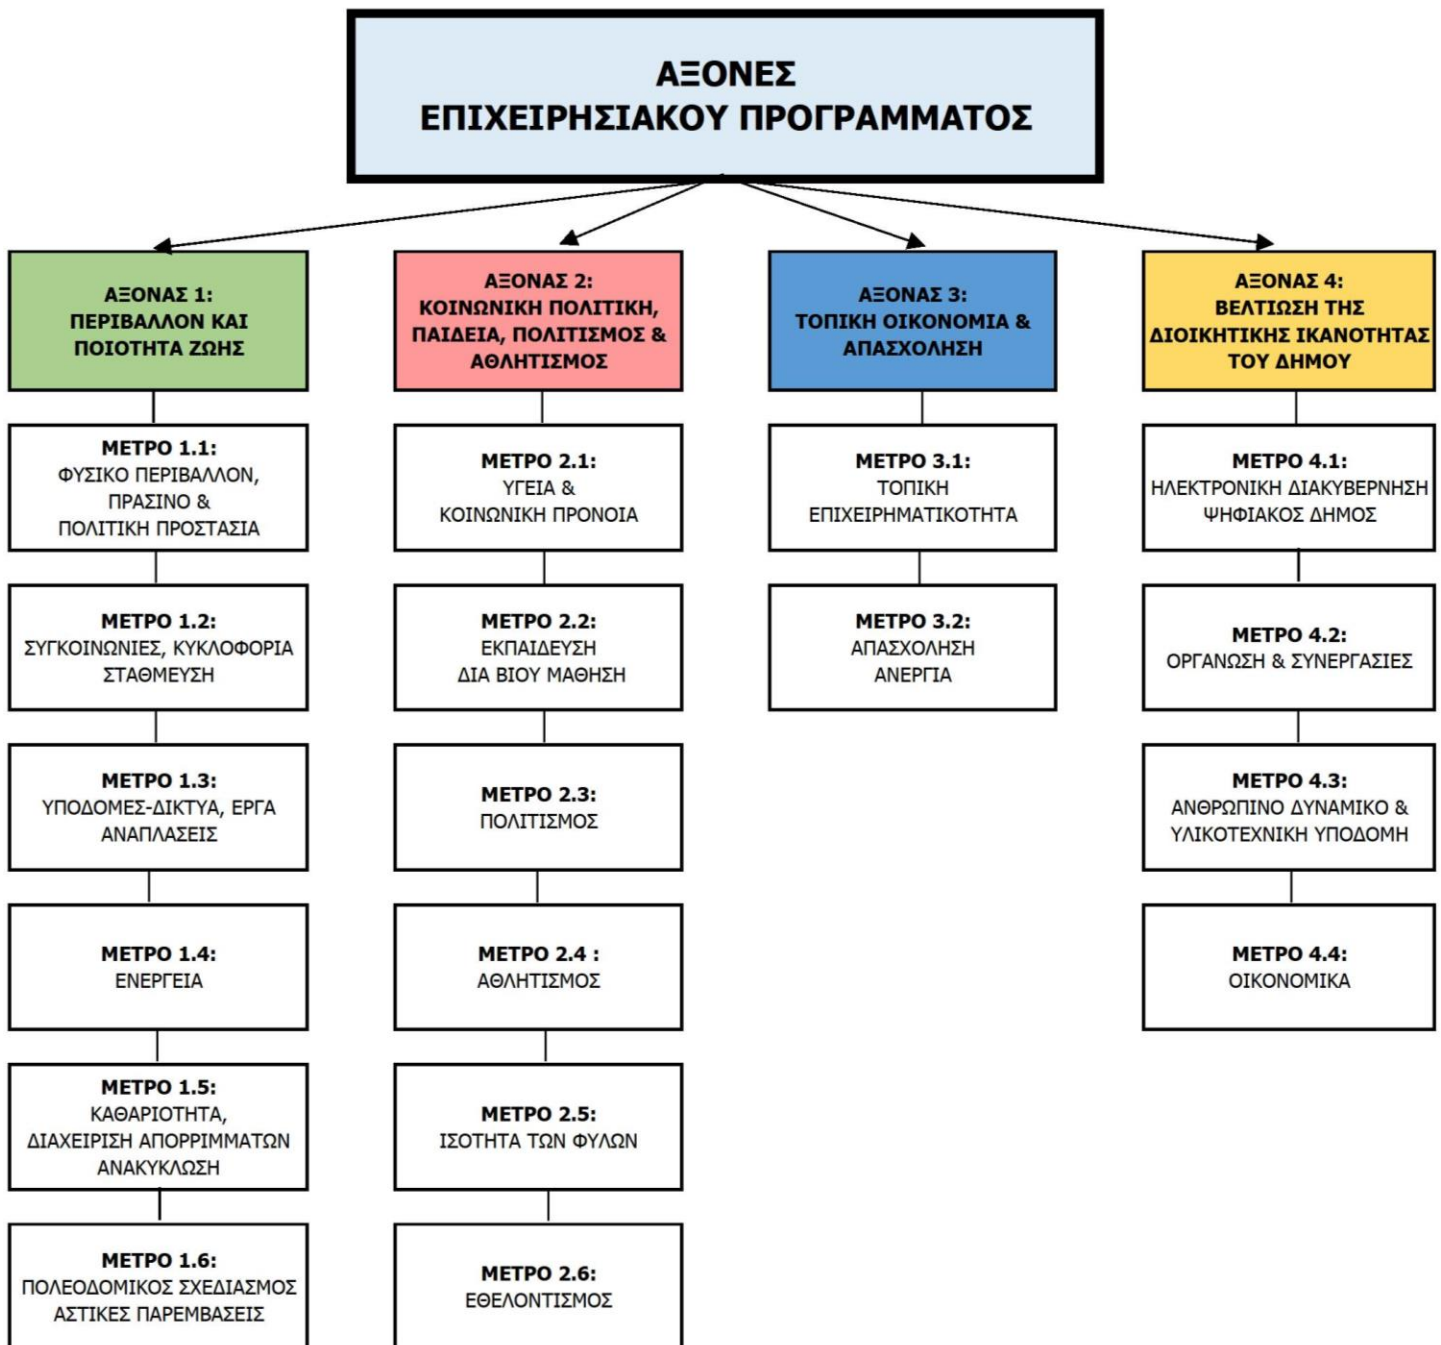 ΑΞΟΝΕΣ
ΕΠΙΧΕΙΡΗΣΙΑΚΟΥ ΠΡΟΓΡΑΜΜΑΤΟΣ
ΑΞΟΝΑΣ 1:
ΠΕΡΙΒΑΛΛΟΝ ΚΑΙ
ΠΟΙΟΤΗΤΑ ΖΩΗΣ
ΜΕΤΡΟ 1.1:
ΦΥΣΙΚΟ ΠΕΡΙΒΑΛΛΟΝ,
ΠΡΑΣΙΝΟ &
ΠΟΛΙΤΙΚΗ ΠΡΟΣΤΑΣΙΑ
ΜΕΤΡΟ 1.2:
ΣΥΓΚΟΙΝΩΝΙΕΣ, ΚΥΚΛΟΦΟΡΙΑ
ΣΤΑΘΜΕΥΣΗ
ΜΕΤΡΟ 1.3:
ΥΠΟΔΟΜΕΣ-ΔΙΚΤΥΑ, ΕΡΓΑ
ΑΝΑΠΛΑΣΕΙΣ
ΜΕΤΡΟ 1.4:
ΕΝΕΡΓΕΙΑ
ΜΕΤΡΟ 1.5:
ΚΑΘΑΡΙΟΤΗΤΑ,
ΔΙΑΧΕΙΡΙΣΗ ΑΠΟΡΡΙΜΜΑΤΩΝ
ΑΝΑΚΥΚΛΩΣΗ
ΜΕΤΡΟ 1.6:
ΠΟΛΕΟΔΟΜΙΚΟΣ ΣΧΕΔΙΑΣΜΟΣ
ΑΣΤΙΚΕΣ ΠΑΡΕΜΒΑΣΕΙΣ
ΑΞΟΝΑΣ 2:
ΚΟΙΝΩΝΙΚΗ ΠΟΛΙΤΙΚΗ,
ΠΑΙΔΕΙΑ, ΠΟΛΙΤΙΣΜΟΣ &
ΑΘΛΗΤΙΣΜΟΣ
ΜΕΤΡΟ 2.1:
ΥΓΕΙΑ &
ΚΟΙΝΩΝΙΚΗ ΠΡΟΝΟΙΑ
ΜΕΤΡΟ 2.2:
ΕΚΠΑΙΔΕΥΣΗ
ΔΙΑ ΒΙΟΥ ΜΑΘΗΣΗ
ΜΕΤΡΟ 2.3:
ΠΟΛΙΤΙΣΜΟΣ
ΜΕΤΡΟ 2.4 :
ΑΘΛΗΤΙΣΜΟΣ
ΜΕΤΡΟ 2.5:
ΙΣΟΤΗΤΑ ΤΩΝ ΦΥΛΩΝ
ΜΕΤΡΟ 2.6:
ΕΘΕΛΟΝΤΙΣΜΟΣ
ΑΞΟΝΑΣ 3:
ΤΟΠΙΚΗ ΟΙΚΟΝΟΜΙΑ &
ΑΠΑΣΧΟΛΗΣΗ
ΜΕΤΡΟ 3.1:
ΤΟΠΙΚΗ
ΕΠΙΧΕΙΡΗΜΑΤΙΚΟΤΗΤΑ
ΜΕΤΡΟ 3.2:
ΑΠΑΣΧΟΛΗΣΗ
ΑΝΕΡΓΙΑ
ΑΞΟΝΑΣ 4:
ΒΕΛΤΙΩΣΗ ΤΗΣ
ΔΙΟΙΚΗΤΙΚΗΣ ΙΚΑΝΟΤΗΤΑΣ
ΤΟΥ ΔΗΜΟΥ
ΜΕΤΡΟ 4.1:
ΗΛΕΚΤΡΟΝΙΚΗ ΔΙΑΚΥΒΕΡΝΗΣΗ
ΨΗΦΙΑΚΟΣ ΔΗΜΟΣ
ΜΕΤΡΟ 4.2:
ΟΡΓΑΝΩΣΗ & ΣΥΝΕΡΓΑΣΙΕΣ
ΜΕΤΡΟ 4.3:
ΑΝΘΡΩΠΙΝΟ ΔΥΝΑΜΙΚΟ &
ΥΛΙΚΟΤΕΧΝΙΚΗ ΥΠΟΔΟΜΗ
ΜΕΤΡΟ 4.4:
ΟΙΚΟΝΟΜΙΚΑ